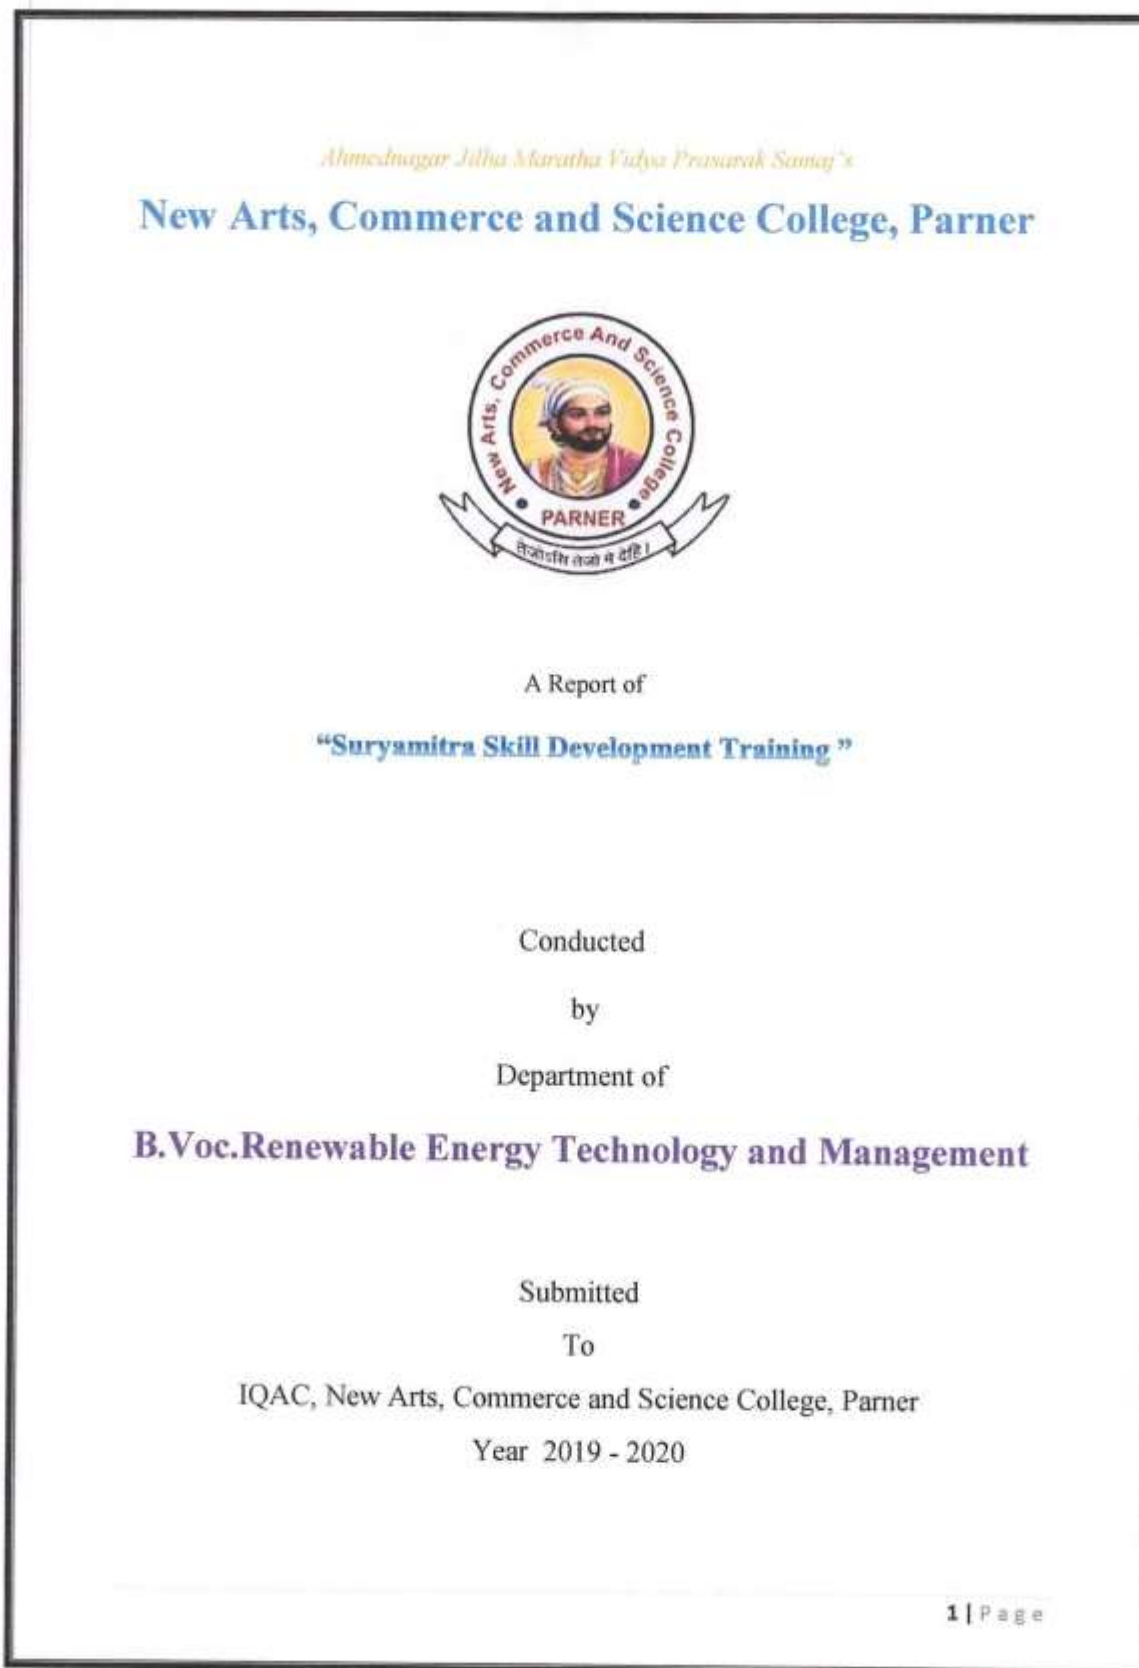 Ahmednagar Jilha Maratha Vidya Prasarak Samaj's
New Arts, Commerce and Science College, Parner
New Arts, Commerce And Science College
PARNER
तेजोऽसि तेजो मे देहि।
A Report of
“Suryamitra Skill Development Training ”
Conducted
by
Department of
B.Voc.Renewable Energy Technology and Management
Submitted
To
IQAC, New Arts, Commerce and Science College, Parner
Year 2019 - 2020
1 | Page